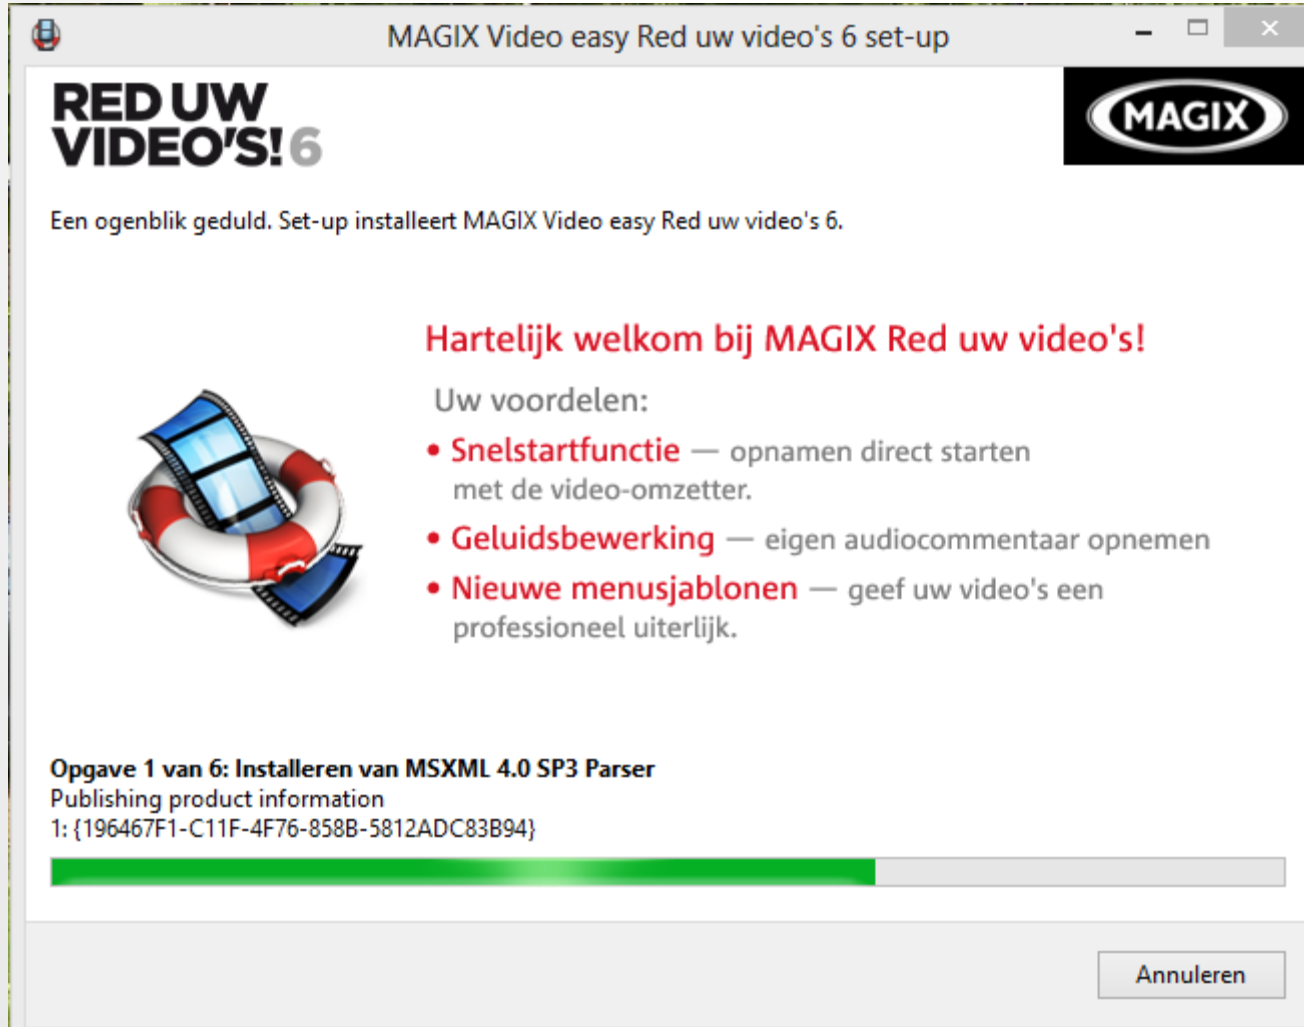 MAGIX Video easy Red uw video's 6 set-up
RED UW
VIDEO'S! 6
MAGIX
Een ogenblik geduld. Set-up installeert MAGIX Video easy Red uw video's 6.
Hartelijk welkom bij MAGIX Red uw video's!
Uw voordelen:
• Snelstartfunctie — opnamen direct starten
met de video-omzetter.
• Geluidsbewerking — eigen audiocommentaar opnemen
• Nieuwe menusjablonen — geef uw video's een
professioneel uiterlijk.
Opgave 1 van 6: Installeren van MSXML 4.0 SP3 Parser
Publishing product information
1: {196467F1-C11F-4F76-858B-5812ADC83B94}
Annuleren